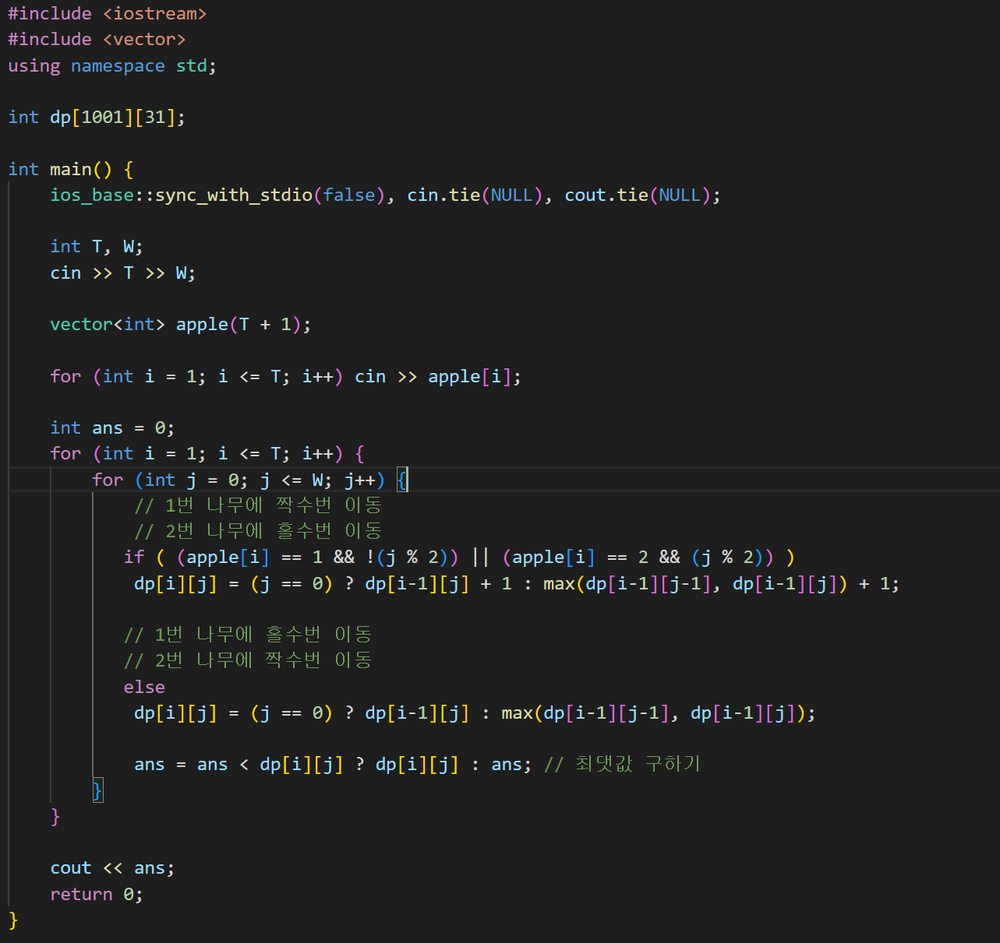 #include <iostream>
#include <vector>
using namespace std;

int dp[1001][31];

int main() {
    ios_base::sync_with_stdio(false), cin.tie(NULL), cout.tie(NULL);

    int T, W;
    cin >> T >> W;

    vector<int> apple(T + 1);

    for (int i = 1; i <= T; i++) cin >> apple[i];

    int ans = 0;
    for (int i = 1; i <= T; i++) {
        for (int j = 0; j <= W; j++) {
            // 1번 나무에 짝수번 이동
            // 2번 나무에 홀수번 이동
           if ( (apple[i] == 1 && !(j % 2)) || (apple[i] == 2 && (j % 2)) )
            dp[i][j] = (j == 0) ? dp[i-1][j] + 1 : max(dp[i-1][j-1], dp[i-1][j]) + 1;

           // 1번 나무에 홀수번 이동
           // 2번 나무에 짝수번 이동
           else
            dp[i][j] = (j == 0) ? dp[i-1][j] : max(dp[i-1][j-1], dp[i-1][j]);

            ans = ans < dp[i][j] ? dp[i][j] : ans; // 최댓값 구하기
        }
    }

    cout << ans;
    return 0;
}